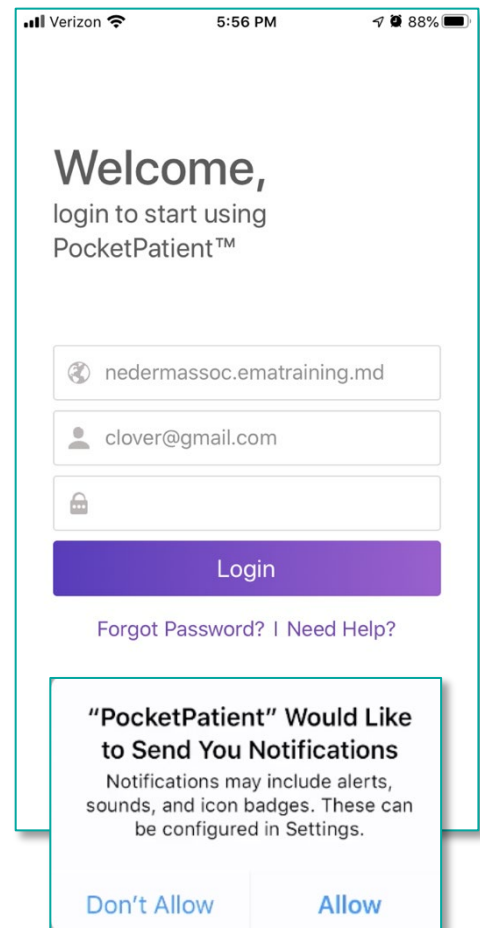 Verizon 5:56 PM 88%
Welcome,
login to start using
PocketPatient™
nedermassoc.ematraining.md
clover@gmail.com
Login
Forgot Password? I Need Help?
"PocketPatient" Would Like
to Send You Notifications
Notifications may include alerts,
sounds, and icon badges. These can
be configured in Settings.
Don't Allow Allow